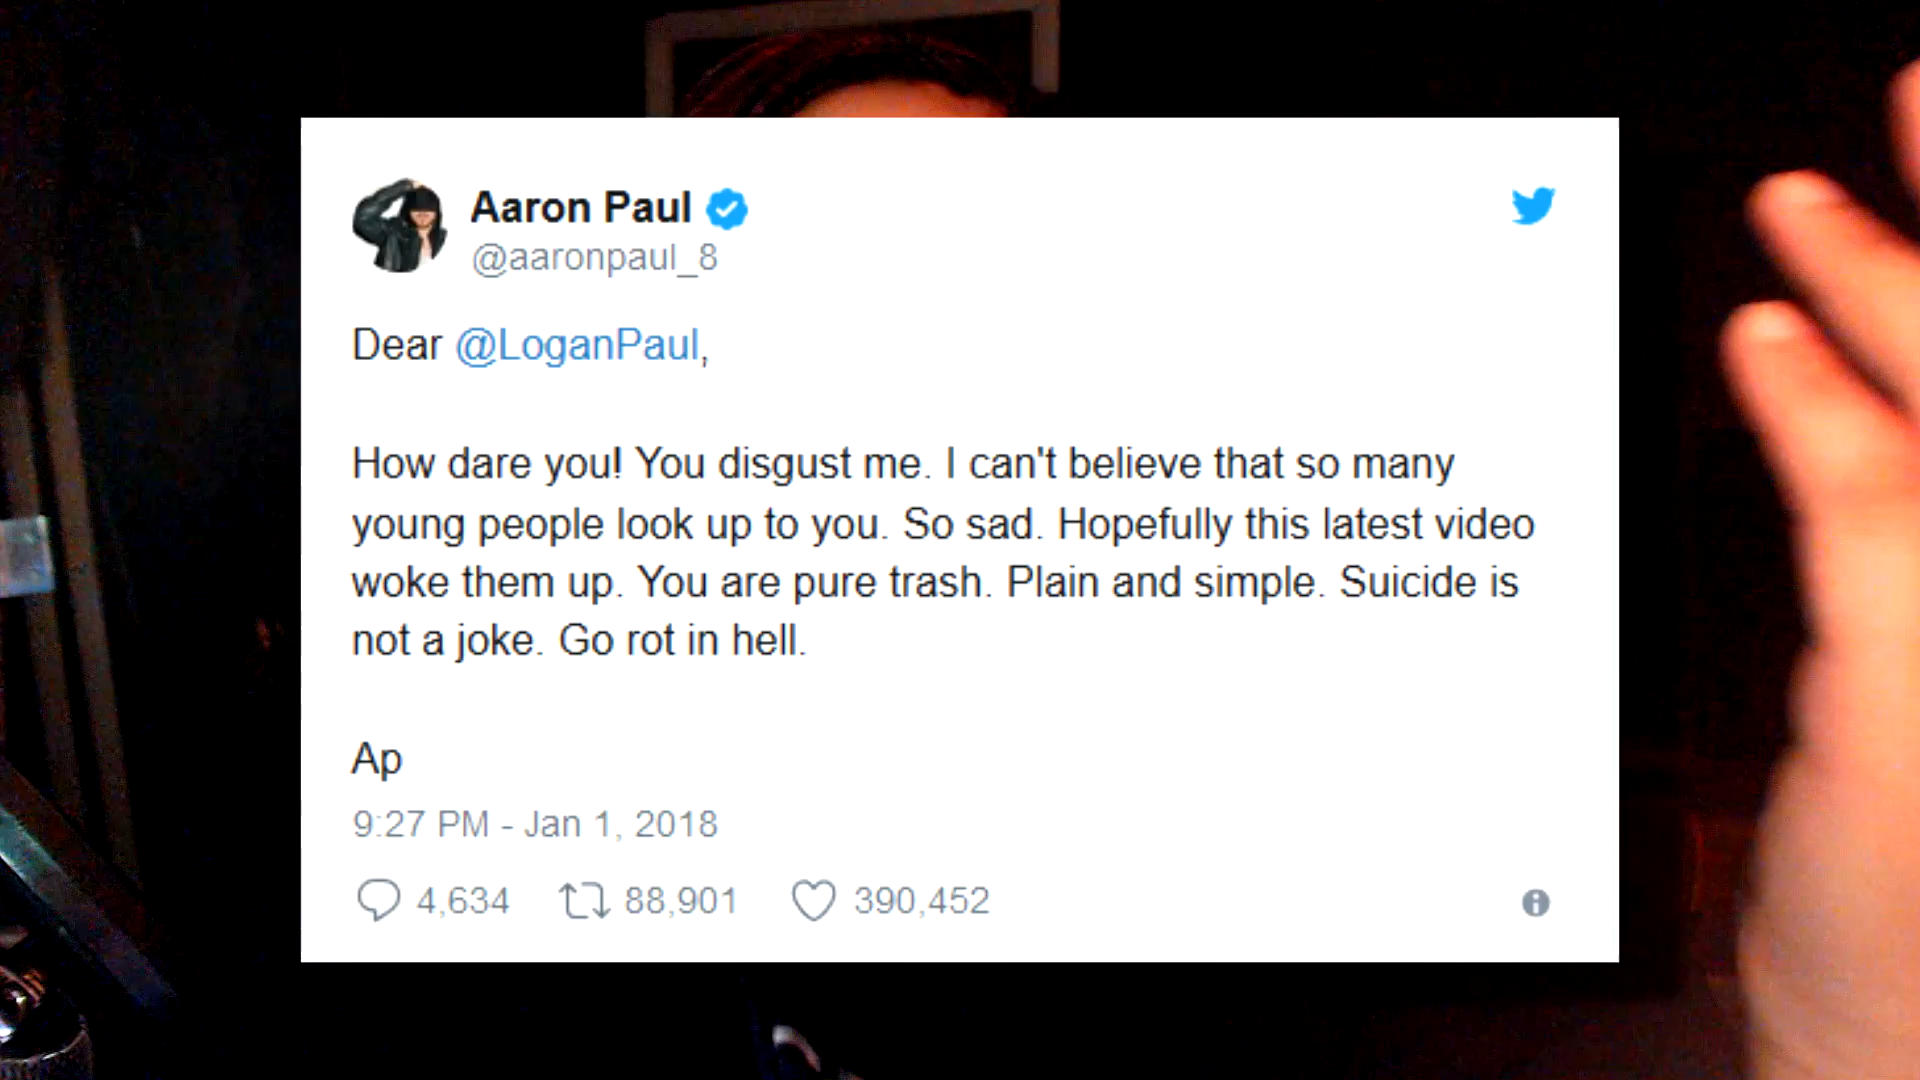 Aaron Paul
@aaronpaul_8
Dear @LoganPaul,
How dare you! You disgust me. I can't believe that so many
young people look up to you. So sad. Hopefully this latest video
woke them up. You are pure trash. Plain and simple. Suicide is
not a joke. Go rot in hell.
Ap
9:27 PM - Jan 1, 2018
4,634 88,901 390,452